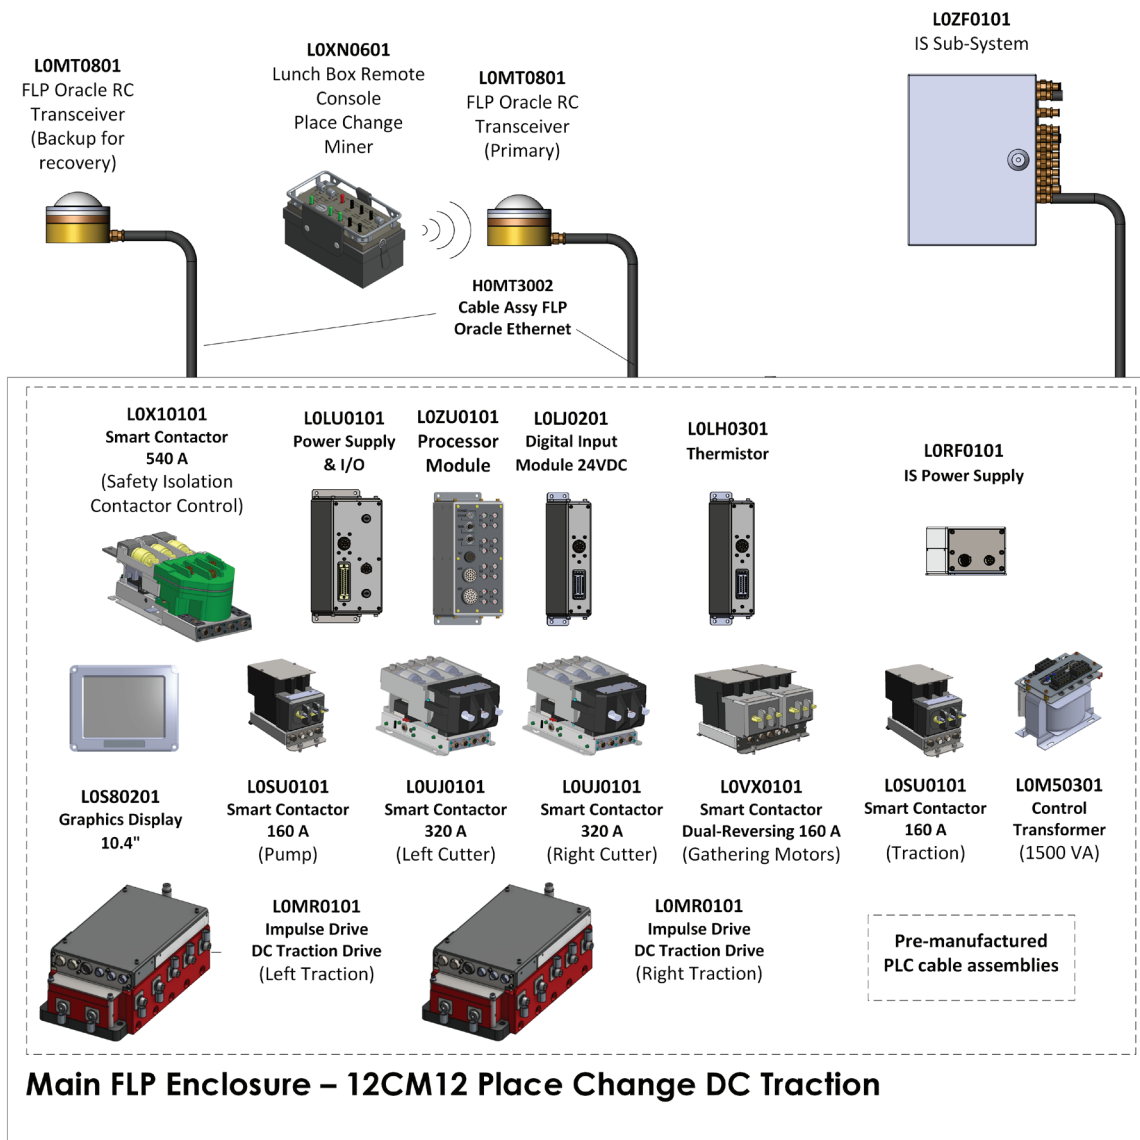 L0ZF0101
IS Sub-System
L0XN0601
Lunch Box Remote
Console
Place Change
Miner
L0MT0801
FLP Oracle RC
Transceiver
(Backup for
recovery)
L0MT0801
FLP Oracle RC
Transceiver
(Primary)
H0MT3002
Cable Assy FLP
Oracle Ethernet
L0X10101
Smart Contactor
540 A
(Safety Isolation
Contactor Control)
L0LU0101
Power Supply
& I/O
L0ZU0101
Processor
Module
L0LJ0201
Digital Input
Module 24VDC
L0LH0301
Thermistor
L0RF0101
IS Power Supply
L0S80201
Graphics Display
10.4"
L0SU0101
Smart Contactor
160 A
(Pump)
L0UJ0101
Smart Contactor
320 A
(Left Cutter)
L0UJ0101
Smart Contactor
320 A
(Right Cutter)
L0VX0101
Smart Contactor
Dual-Reversing 160 A
(Gathering Motors)
L0SU0101
Smart Contactor
160 A
(Traction)
L0M50301
Control
Transformer
(1500 VA)
L0MR0101
Impulse Drive
DC Traction Drive
(Left Traction)
L0MR0101
Impulse Drive
DC Traction Drive
(Right Traction)
Pre-manufactured
PLC cable assemblies
Main FLP Enclosure – 12CM12 Place Change DC Traction